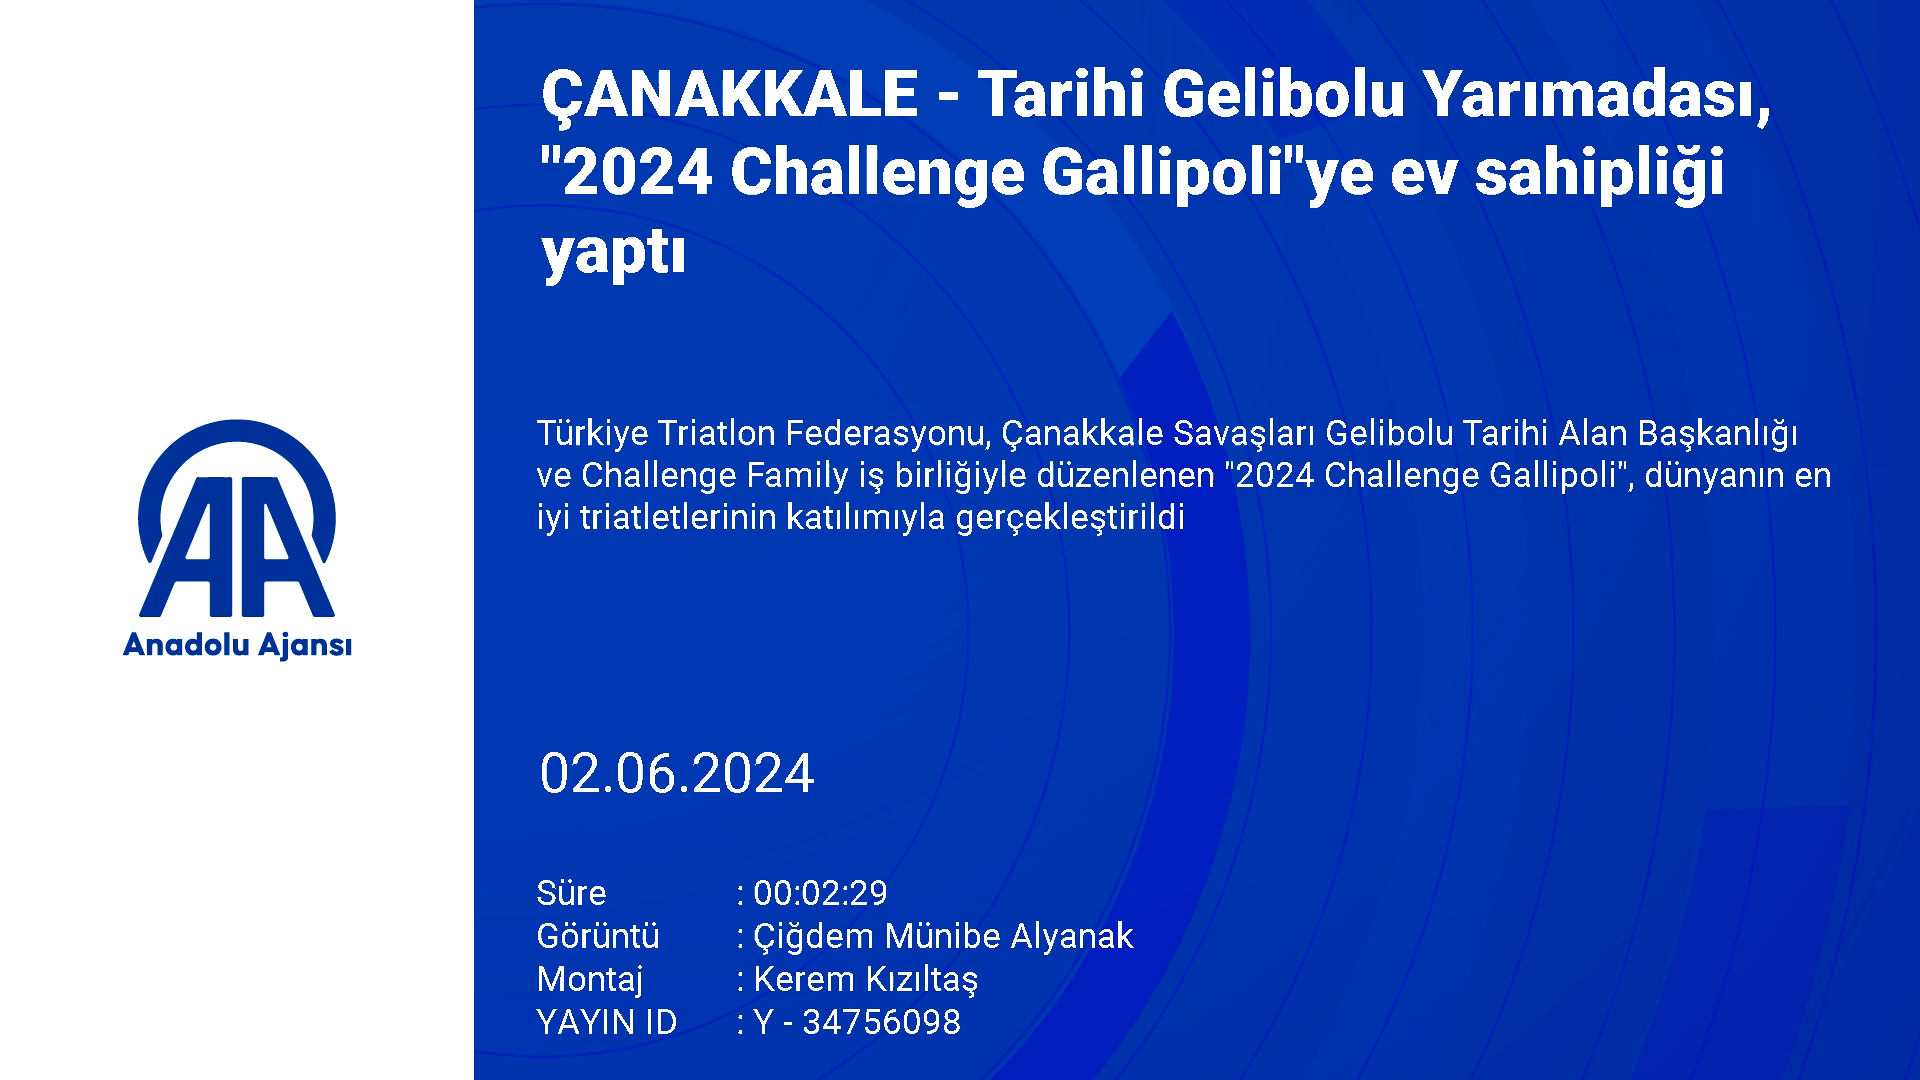 ÇANAKKALE - Tarihi Gelibolu Yarımadası,
"2024 Challenge Gallipoli"ye ev sahipliği
yaptı
Türkiye Triatlon Federasyonu, Çanakkale Savaşları Gelibolu Tarihi Alan Başkanlığı
ve Challenge Family iş birliğiyle düzenlenen "2024 Challenge Gallipoli", dünyanın en
iyi triatletlerinin katılımıyla gerçekleştirildi
AA
Anadolu Ajansı
02.06.2024
Süre : 00:02:29
Görüntü : Çiğdem Münibe Alyanak
Montaj : Kerem Kızıltaş
YAYIN ID : Y - 34756098